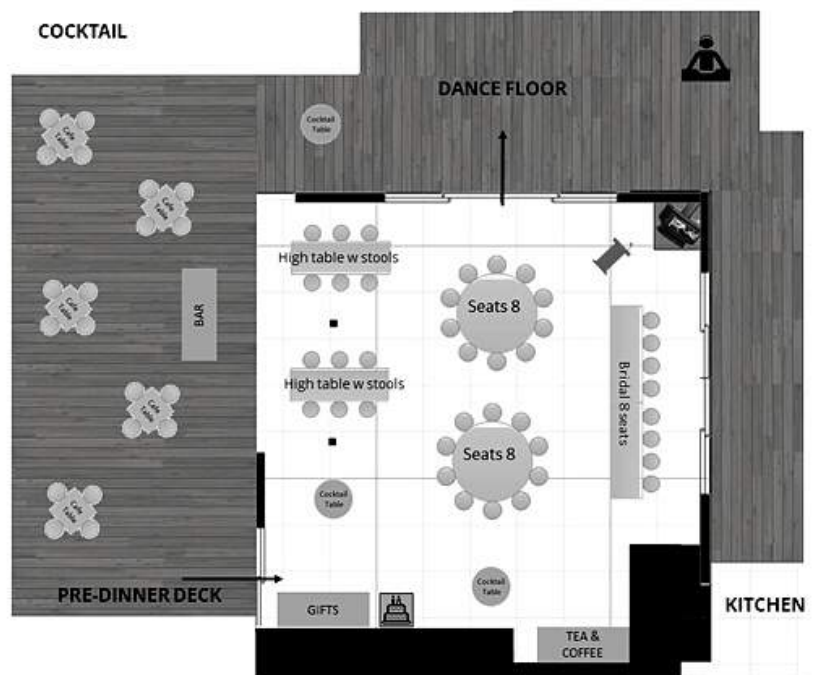 COCKTAIL
DANCE FLOOR
Cocktail
Table
Cafe
Table
Cafe
Table
High table w stools
Seats 8
Cafe
Table
BAR
High table w stools
Bridal 8 seats
Cafe
Table
Seats 8
Cocktail
Table
Cafe
Table
Cocktail
Table
PRE-DINNER DECK
GIFTS
KITCHEN
TEA &
COFFEE